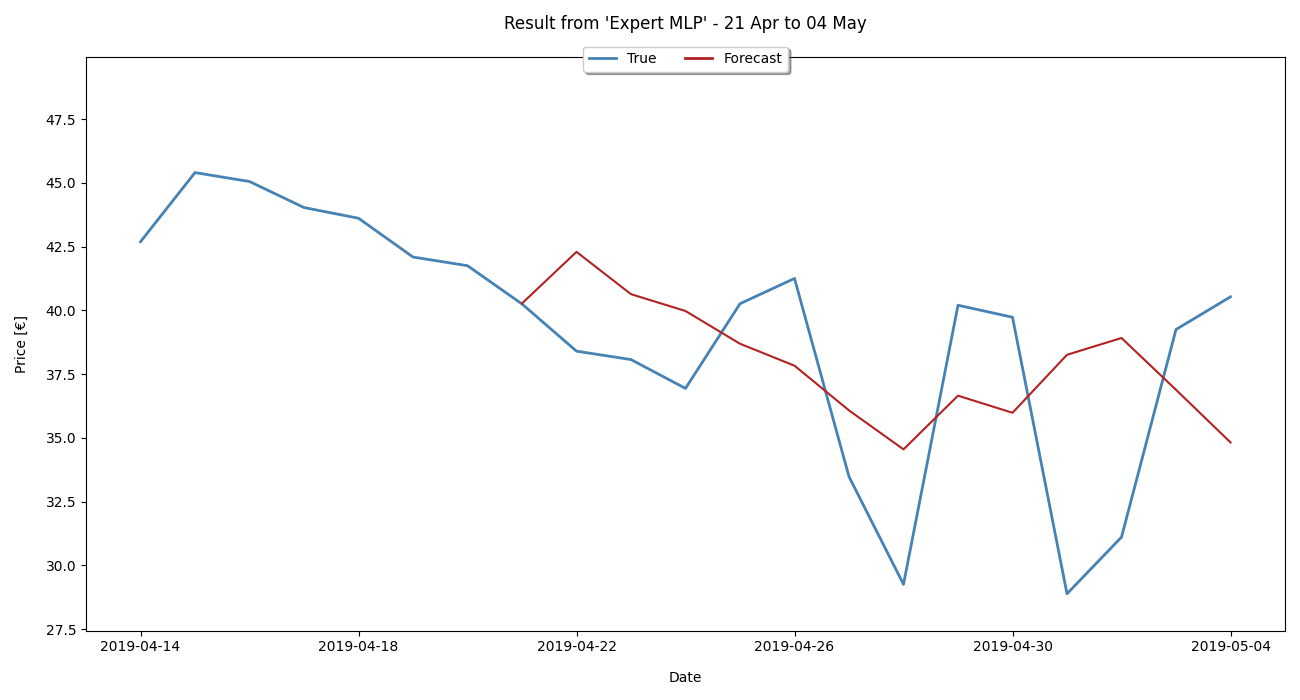 Result from 'Expert MLP' - 21 Apr to 04 May
True Forecast
47.5
45.0
42.5
40.0
37.5
35.0
32.5
30.0
27.5
Price [€]
2019-04-14 2019-04-18 2019-04-22 2019-04-26 2019-04-30 2019-05-04
Date